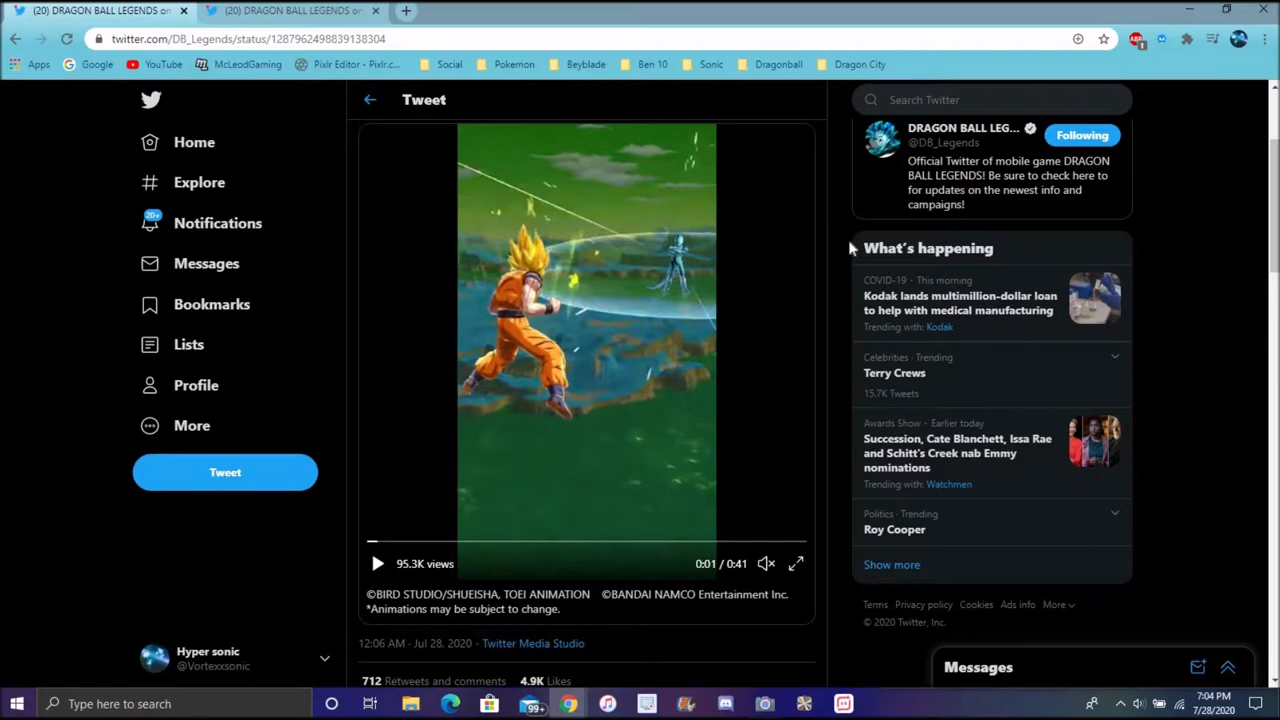 (20) DRAGON BALL LEGENDS on
(20) DRAGON BALL LEGENDS on
twitter.com/DB_Legends/status/1287962498839138304
ABP
1
Apps
Google
YouTube
McLeodGaming
Pixlr Editor - Pixlr.c...
Social
Pokemon
Beyblade
Ben 10
Sonic
Dragonball
Dragon City
Home
Explore
20+
Notifications
Messages
Bookmarks
Lists
Profile
More
Tweet
Hyper sonic
@Vortexxsonic
Tweet
95.3K views
0:01 / 0:41
©BIRD STUDIO/SHUEISHA, TOEI ANIMATION ©BANDAI NAMCO Entertainment Inc.
*Animations may be subject to change.
12:06 AM · Jul 28, 2020 · Twitter Media Studio
712 Retweets and comments 4.9K Likes
Search Twitter
DRAGON BALL LEG...
@DB_Legends
Following
Official Twitter of mobile game DRAGON
BALL LEGENDS! Be sure to check here to
for updates on the newest info and
campaigns!
What's happening
COVID-19 · This morning
Kodak lands multimillion-dollar loan
to help with medical manufacturing
Trending with: Kodak
Celebrities · Trending
Terry Crews
15.7K Tweets
Awards Show · Earlier today
Succession, Cate Blanchett, Issa Rae
and Schitt's Creek nab Emmy
nominations
Trending with: Watchmen
Politics · Trending
Roy Cooper
Show more
Terms Privacy policy Cookies Ads info More
© 2020 Twitter, Inc.
Messages
Type here to search
99+
7:04 PM
7/28/2020